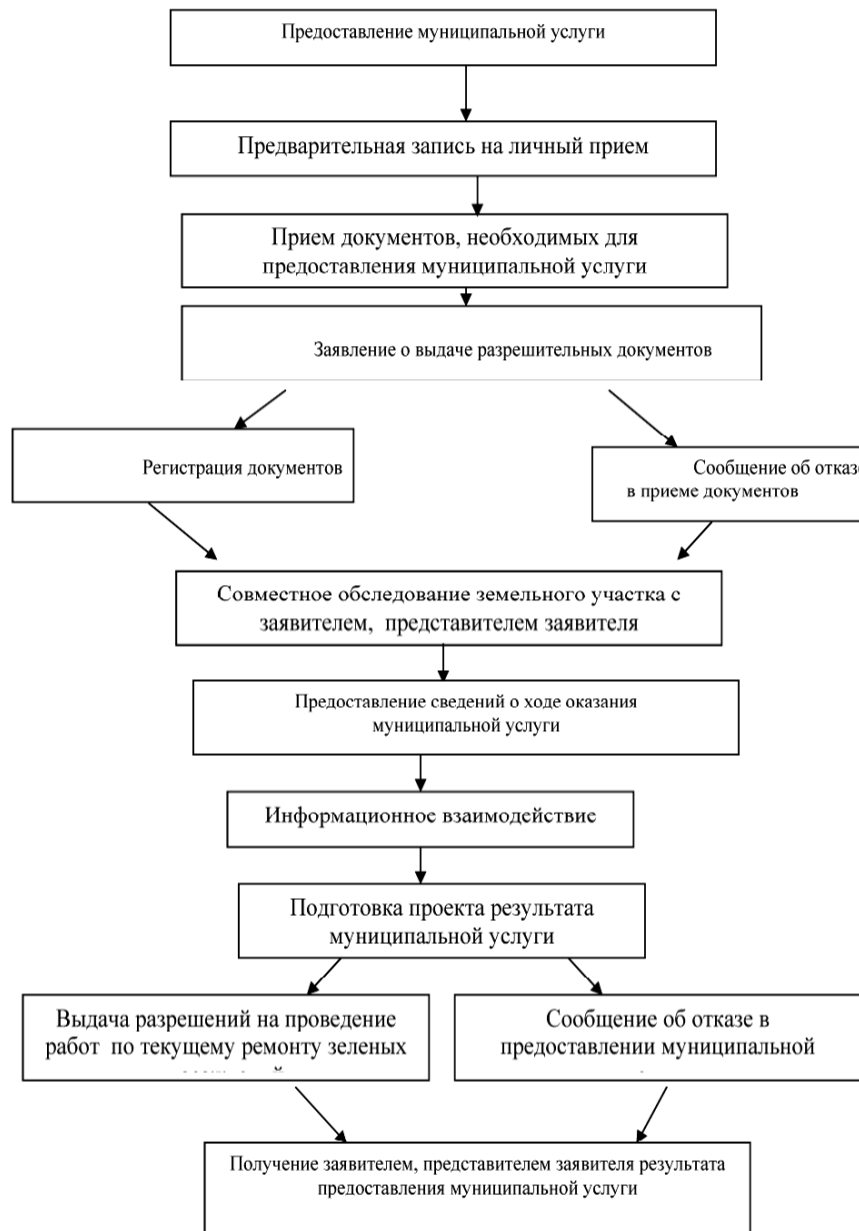 Предоставление муниципальной услуги
Предварительная запись на личный прием
Прием документов, необходимых для
предоставления муниципальной услуги
Заявление о выдаче разрешительных документов
Регистрация документов
Сообщение об отказе
в приеме документов
Совместное обследование земельного участка с
заявителем, представителем заявителя
Предоставление сведений о ходе оказания
муниципальной услуги
Информационное взаимодействие
Подготовка проекта результата
муниципальной услуги
Выдача разрешений на проведение
работ по текущему ремонту зеленых
Сообщение об отказе в
предоставлении муниципальной
Получение заявителем, представителем заявителя результата
предоставления муниципальной услуги